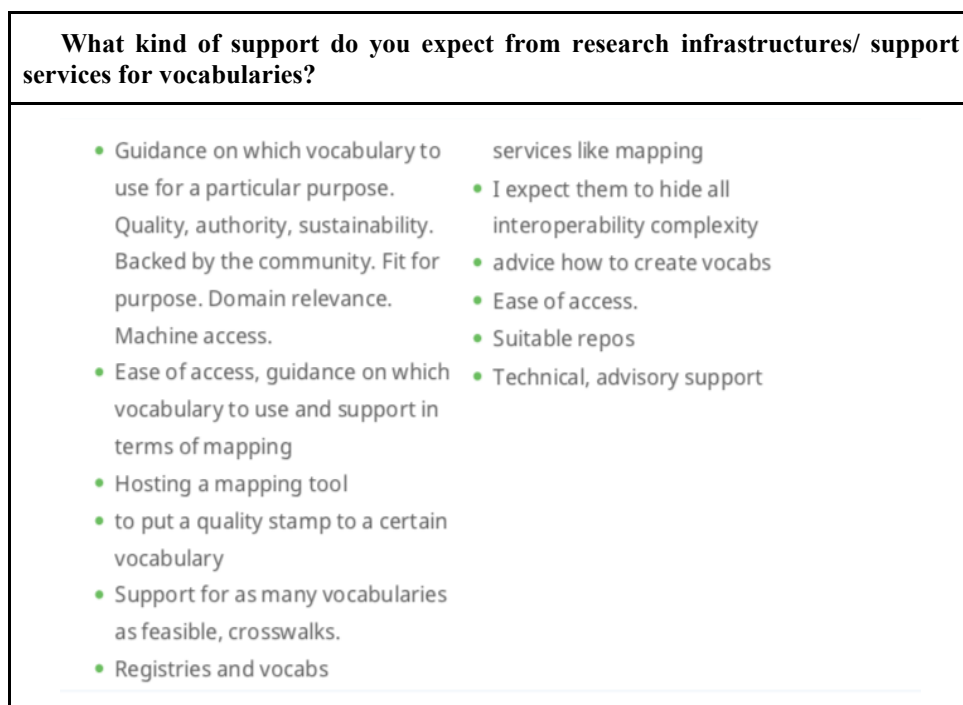 What kind of support do you expect from research infrastructures/ support
services for vocabularies?
• Guidance on which vocabulary to
use for a particular purpose.
Quality, authority, sustainability.
Backed by the community. Fit for
purpose. Domain relevance.
Machine access.
• Ease of access, guidance on which
vocabulary to use and support in
terms of mapping
• Hosting a mapping tool
• to put a quality stamp to a certain
vocabulary
• Support for as many vocabularies
as feasible, crosswalks.
• Registries and vocabs
services like mapping
• I expect them to hide all
interoperability complexity
• advice how to create vocabs
• Ease of access.
• Suitable repos
• Technical, advisory support